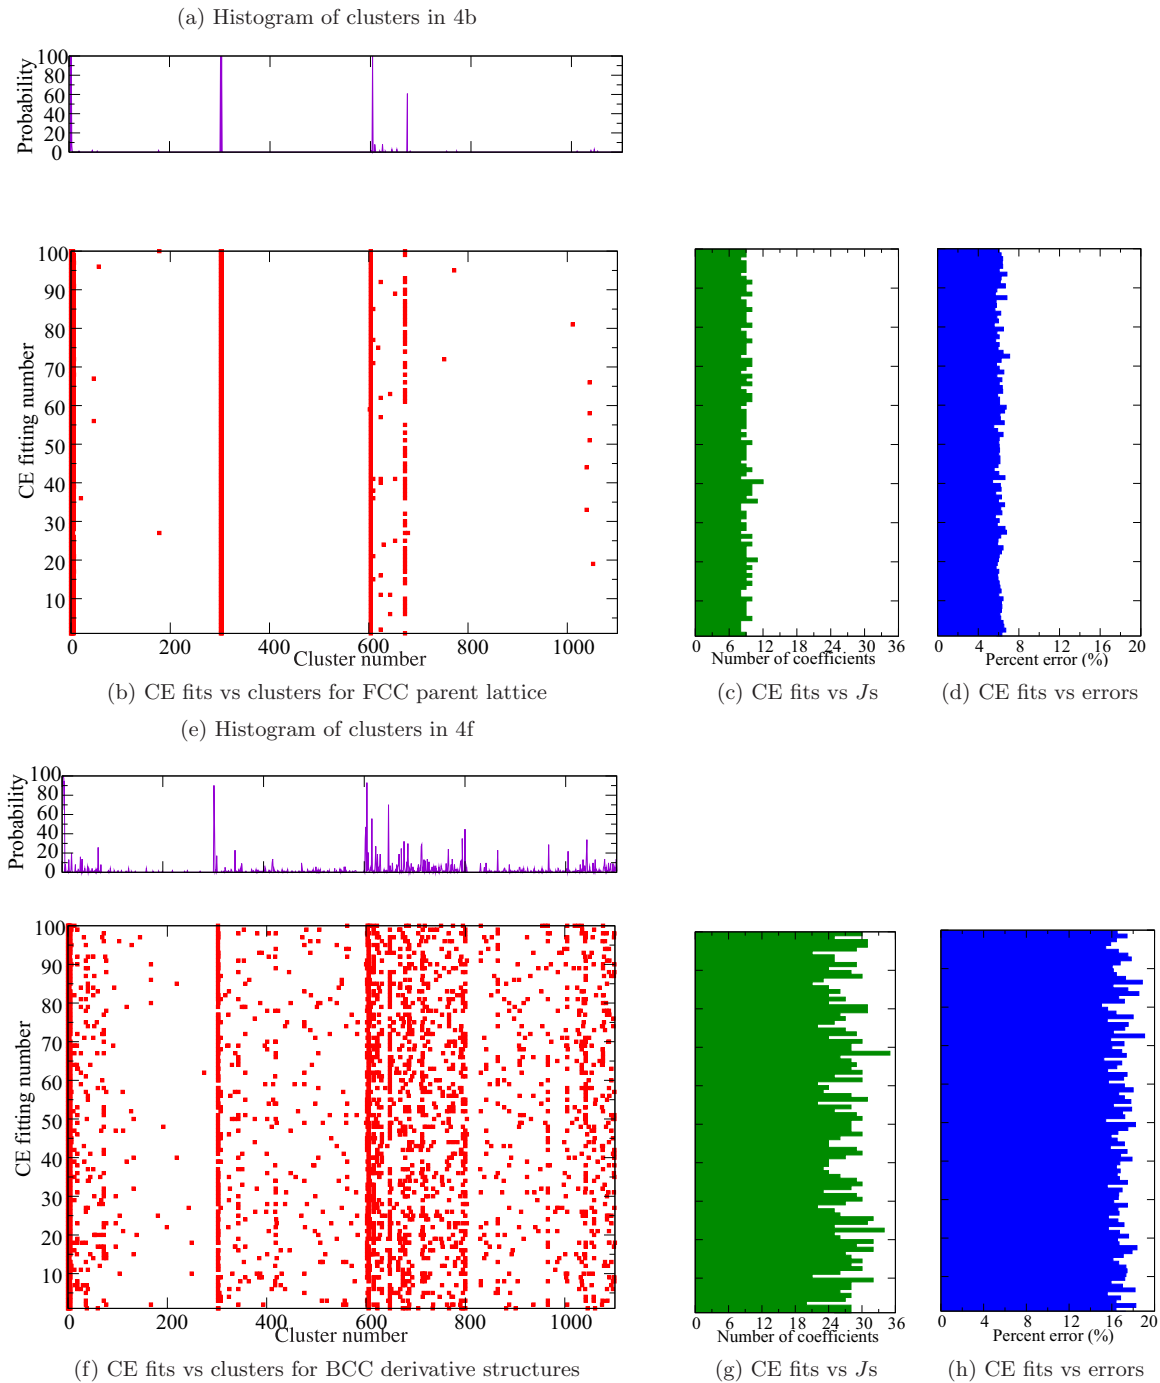 (a) Histogram of clusters in 4b
Probability
100
80
60
40
20
0
CE fitting number
100
90
80
70
60
50
40
30
20
10
0 200 400 600 800 1000
Cluster number
0 6 12 18 24 30 36
Number of coefficients
0 4 8 12 16 20
Percent error (%)
(b) CE fits vs clusters for FCC parent lattice
(c) CE fits vs Js
(d) CE fits vs errors
(e) Histogram of clusters in 4f
Probability
100
80
60
40
20
0
CE fitting number
100
90
80
70
60
50
40
30
20
10
0 200 400 600 800 1000
Cluster number
0 6 12 18 24 30 36
Number of coefficients
0 4 8 12 16 20
Percent error (%)
(f) CE fits vs clusters for BCC derivative structures
(g) CE fits vs Js
(h) CE fits vs errors